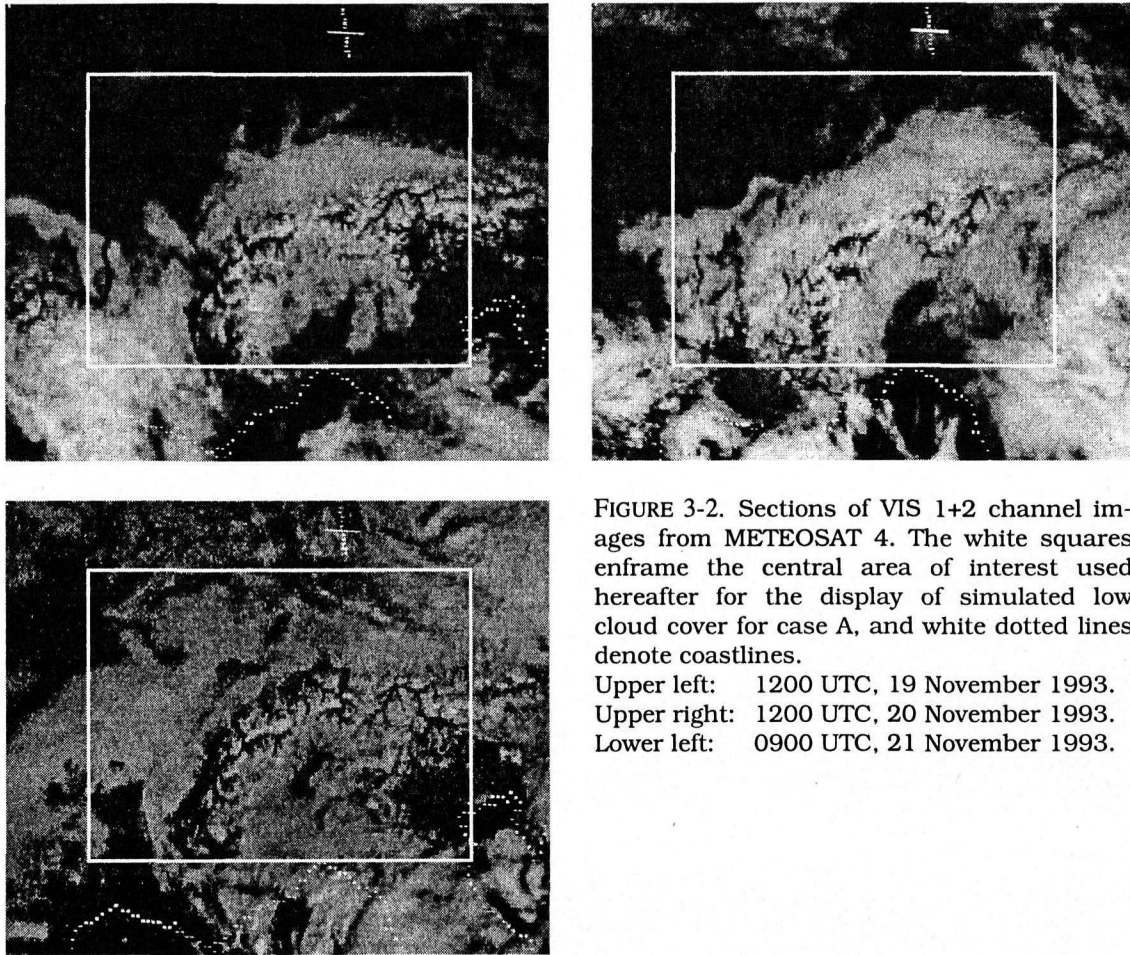 FIGURE 3-2. Sections of VIS 1+2 channel im-
ages from METEOSAT 4. The white squares
enframe the central area of interest used
hereafter for the display of simulated low
cloud cover for case A, and white dotted lines
denote coastlines.
Upper left: 1200 UTC, 19 November 1993.
Upper right: 1200 UTC, 20 November 1993.
Lower left: 0900 UTC, 21 November 1993.